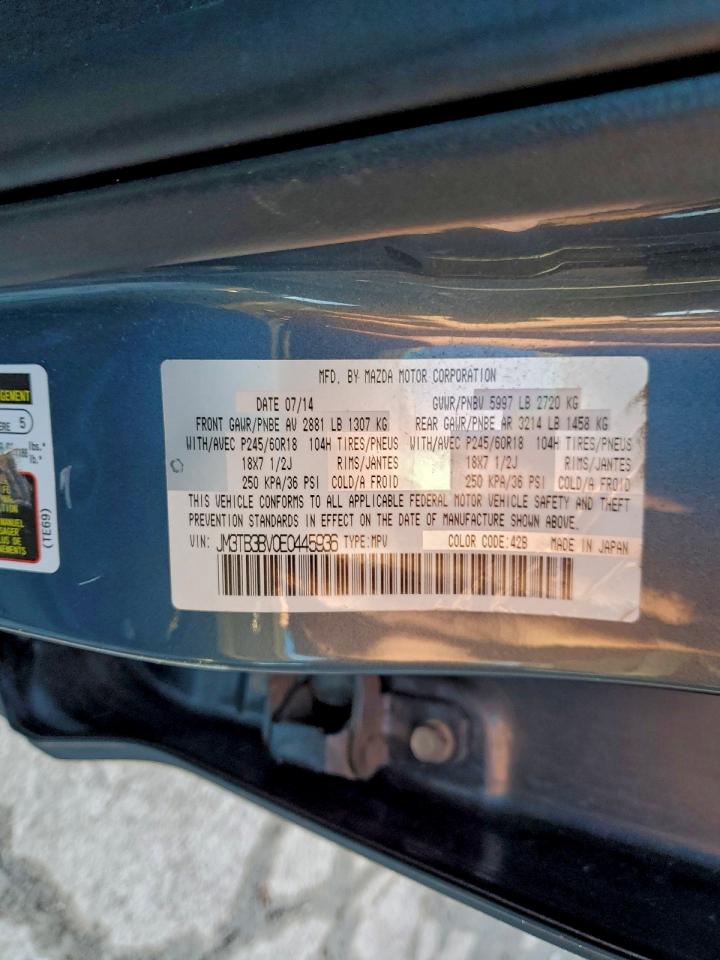 MFD. BY MAZDA MOTOR CORPORATION
DATE 07/14 GVWR/PNBV 5997 LB 2720 KG
FRONT GAWR/PNBE AV 2881 LB 1307 KG REAR GAWR/PNBE AR 3214 LB 1458 KG
WITH/AVEC P245/60R18 104H TIRES/PNEUS WITH/AVEC P245/60R18 104H TIRES/PNEUS
18X7 1/2J RIMS/JANTES 18X7 1/2J RIMS/JANTES
250 KPA/36 PSI COLD/A FROID 250 KPA/36 PSI COLD/A FROID
THIS VEHICLE CONFORMS TO ALL APPLICABLE FEDERAL MOTOR VEHICLE SAFETY AND THEFT
PREVENTION STANDARDS IN EFFECT ON THE DATE OF MANUFACTURE SHOWN ABOVE.
VIN: JM3TB3BV0E0445936 TYPE:MPV COLOR CODE:42B MADE IN JAPAN
5
lbs.*
(TE69)